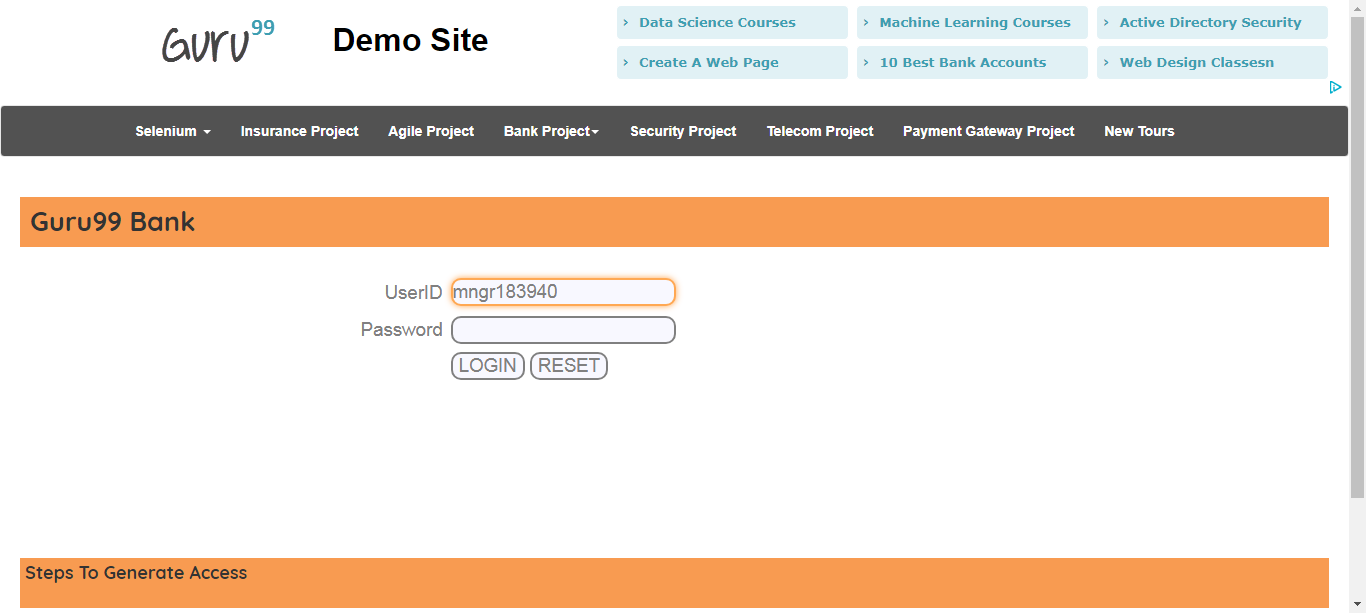 Guru99
Demo Site
Data Science Courses
Machine Learning Courses
Active Directory Security
Create A Web Page
10 Best Bank Accounts
Web Design Classesn
Selenium Insurance Project Agile Project Bank Project Security Project Telecom Project Payment Gateway Project New Tours
Guru99 Bank
UserID mngr183940
Password
LOGIN RESET
Steps To Generate Access